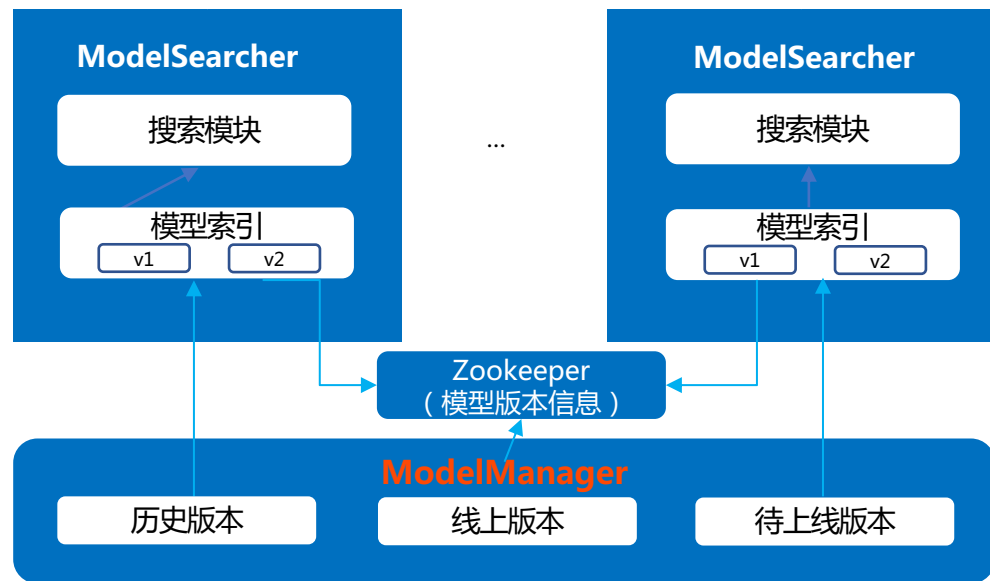 ModelSearcher
搜索模块
模型索引
v1
v2
...
ModelSearcher
搜索模块
模型索引
v1
v2
Zookeeper
（模型版本信息）
ModelManager
历史版本
线上版本
待上线版本